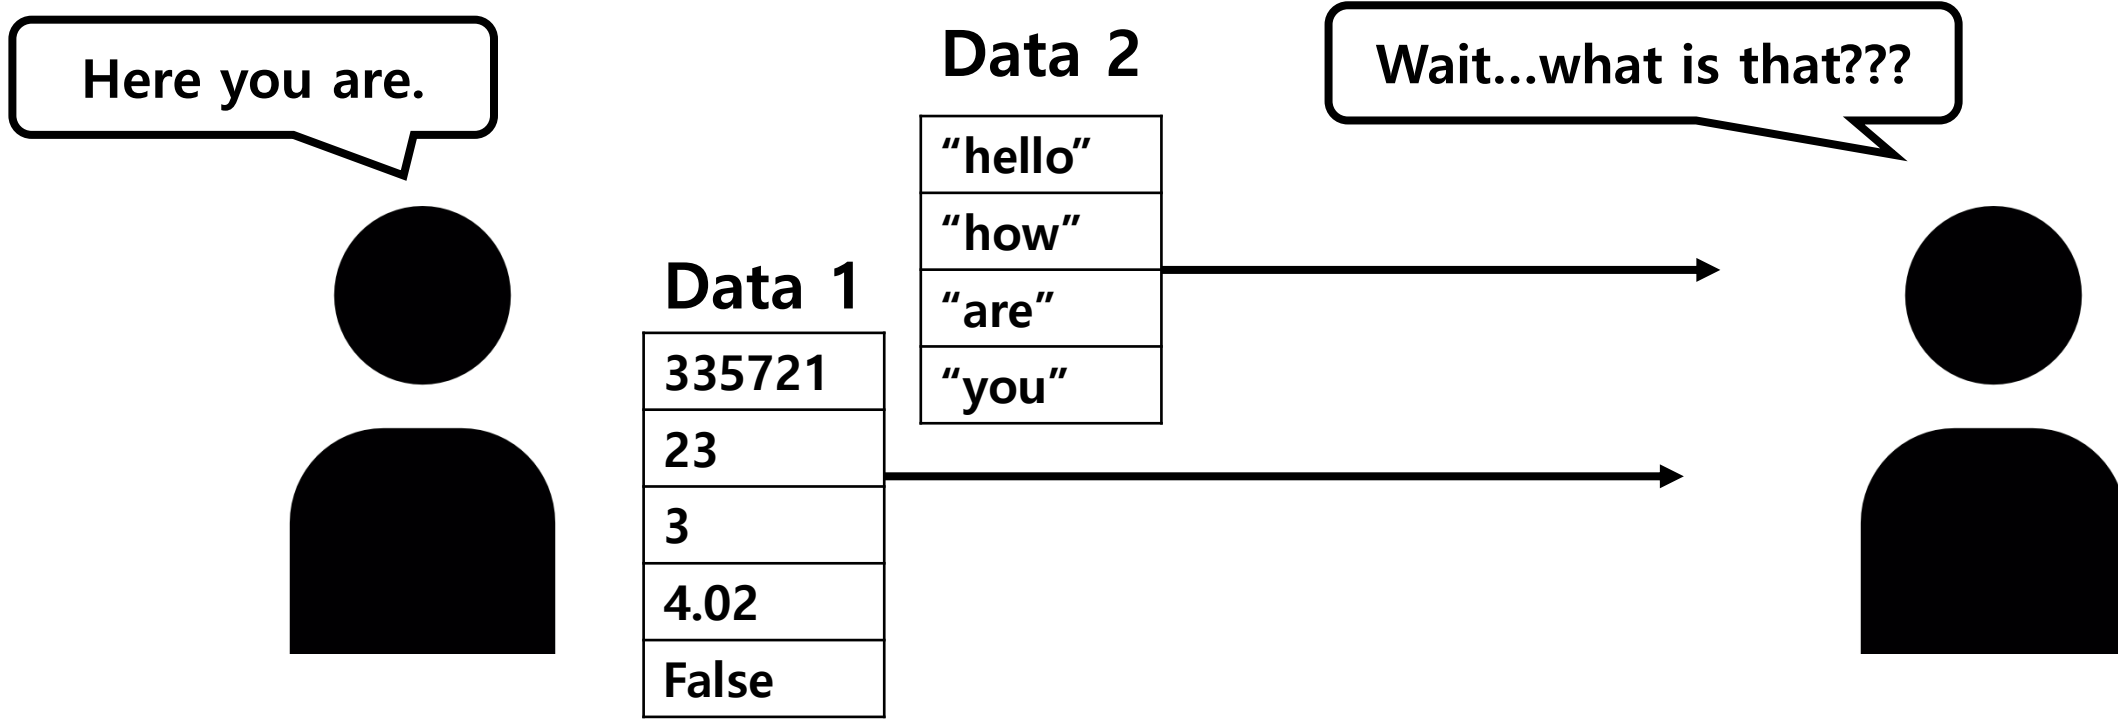 Here you are.
Data 2
Wait...what is that???
“hello”
“how”
“are”
“you”
Data 1
335721
23
3
4.02
False